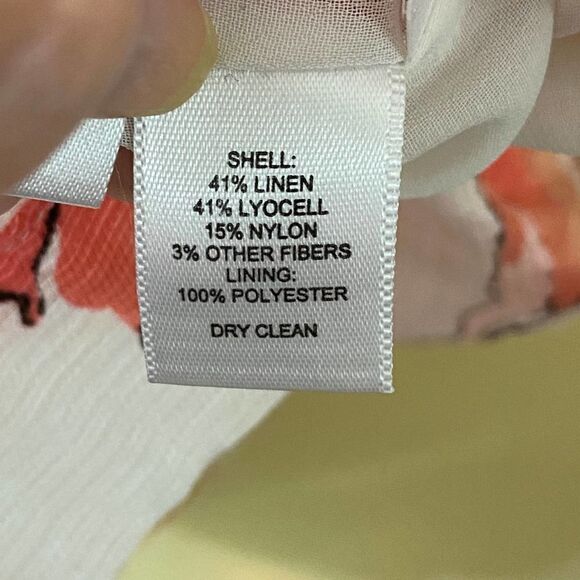 SHELL:
41% LINEN
41% LYOCELL
15% NYLON
3% OTHER FIBERS
LINING:
100% POLYESTER
DRY CLEAN